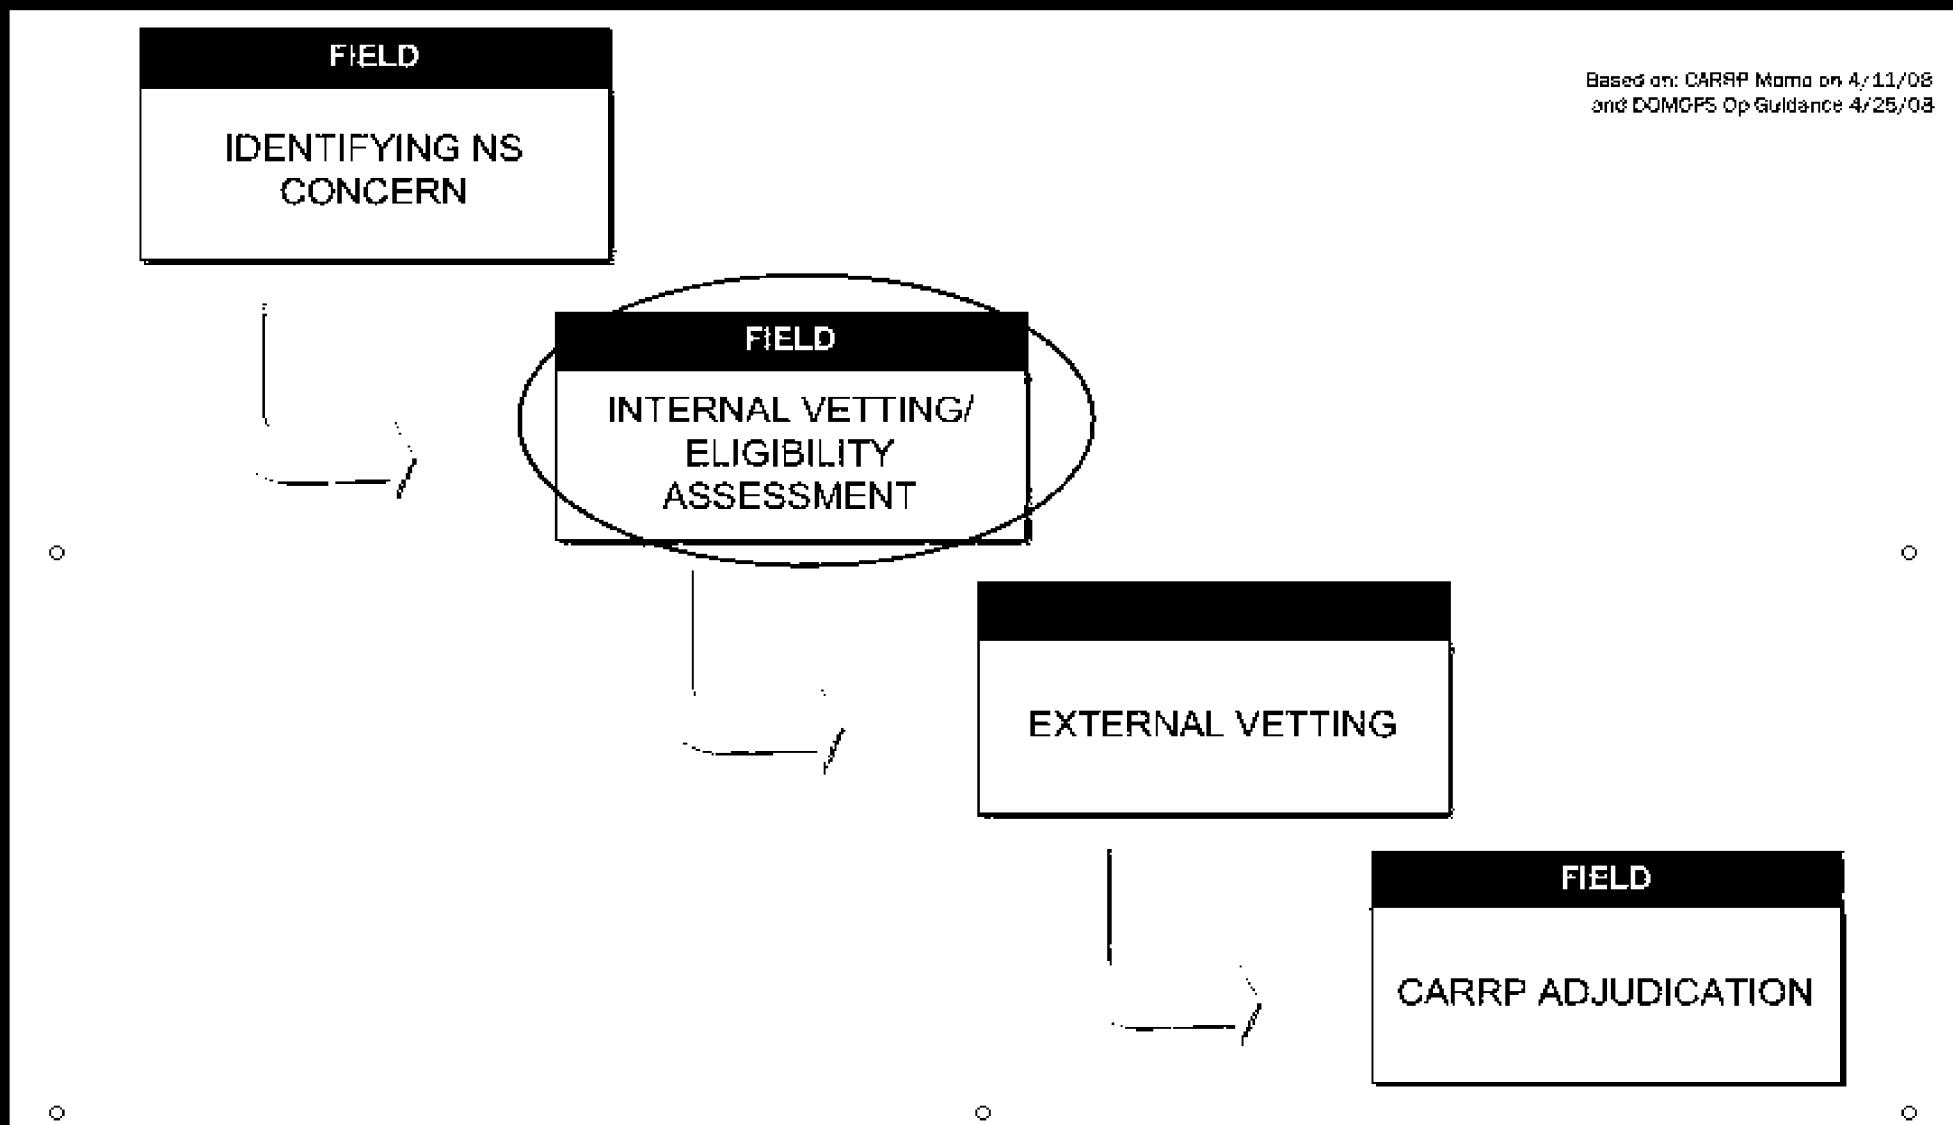 FIELD
IDENTIFYING NS
CONCERN
Based on: CARRP Memo on 4/11/08
and DOMOPS Op Guidance 4/25/08
FIELD
INTERNAL VETTING/
ELIGIBILITY
ASSESSMENT
EXTERNAL VETTING
FIELD
CARRP ADJUDICATION